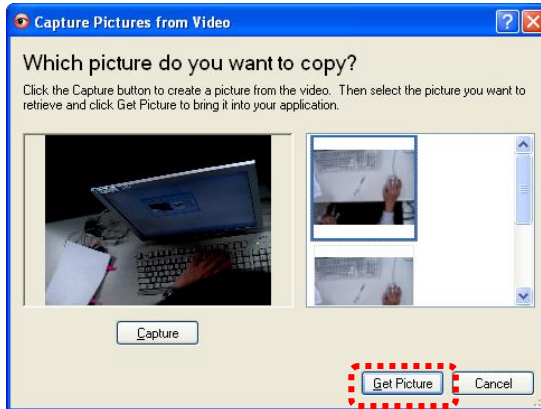 Capture Pictures from Video
Which picture do you want to copy?
Click the Capture button to create a picture from the video. Then select the picture you want to
retrieve and click Get Picture to bring it into your application.
Capture
Get Picture
Cancel